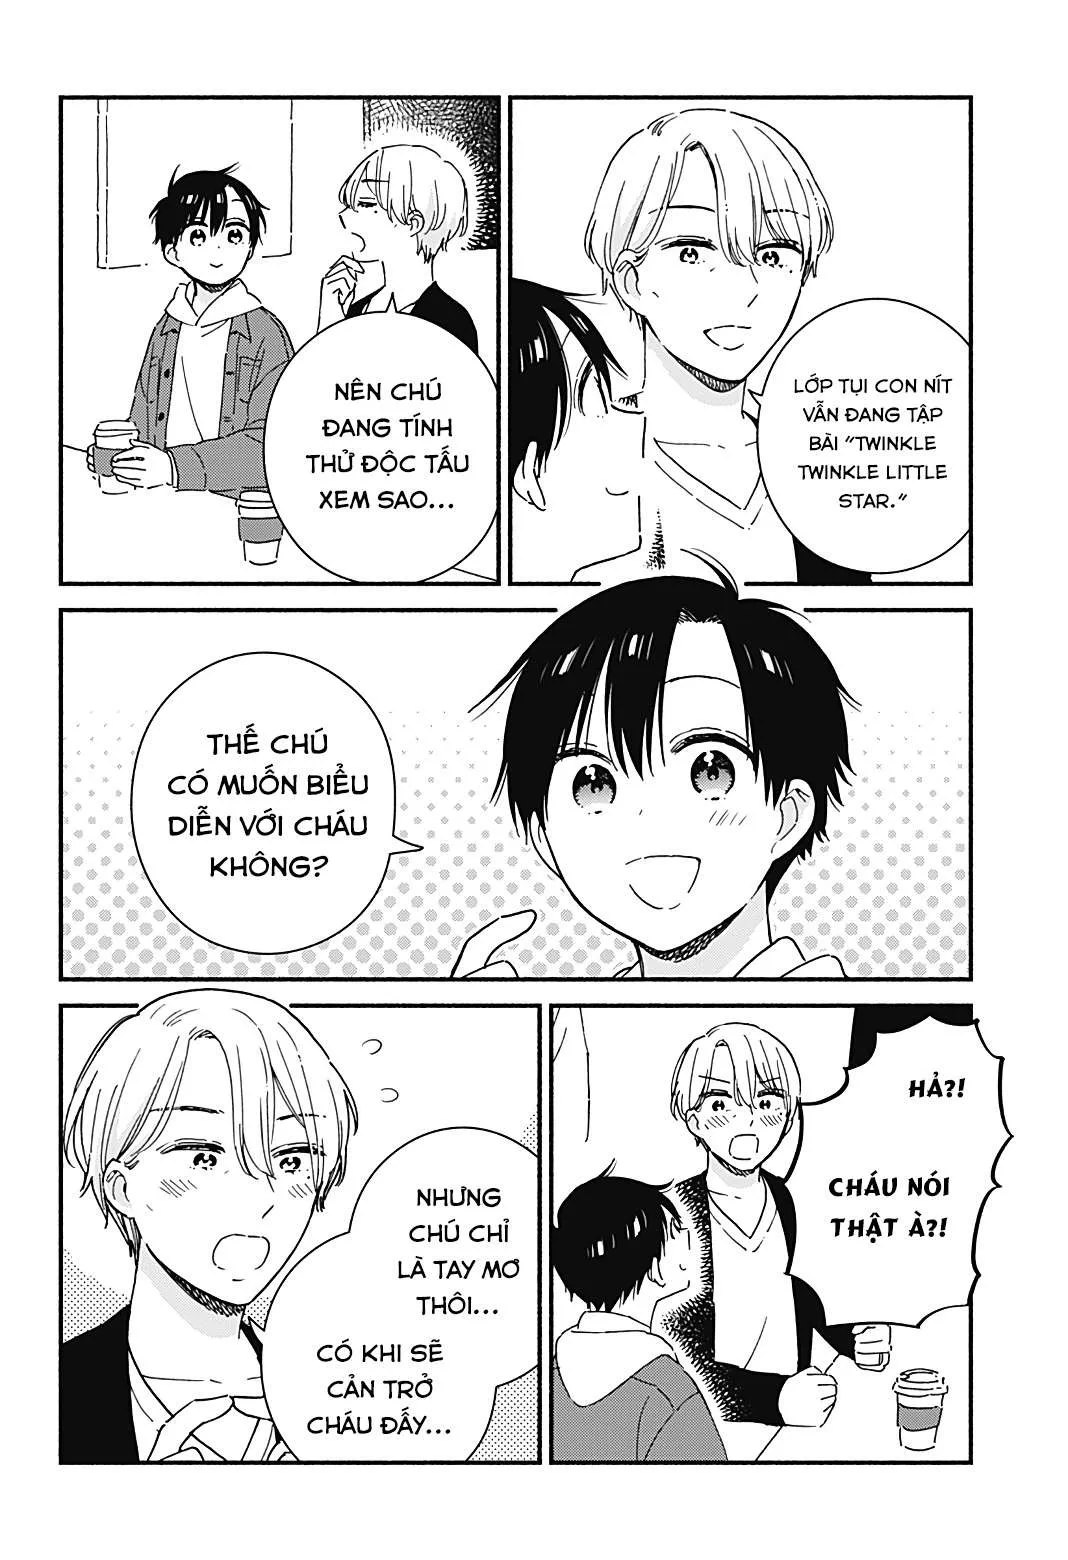 LỚP TỤI CON NÍT
VẪN ĐANG TẬP
BÀI "TWINKLE
TWINKLE LITTLE
STAR."
NÊN CHÚ
ĐANG TÍNH
THỬ ĐỘC TẤU
XEM SAO...
THẾ CHÚ
CÓ MUỐN BIỂU
DIỄN VỚI CHÁU
KHÔNG?
HẢ?!
CHÁU NÓI
THẬT À?!
NHƯNG
CHÚ CHỈ
LÀ TAY MƠ
THÔI...
CÓ KHI SẼ
CẢN TRỞ
CHÁU ĐẤY...